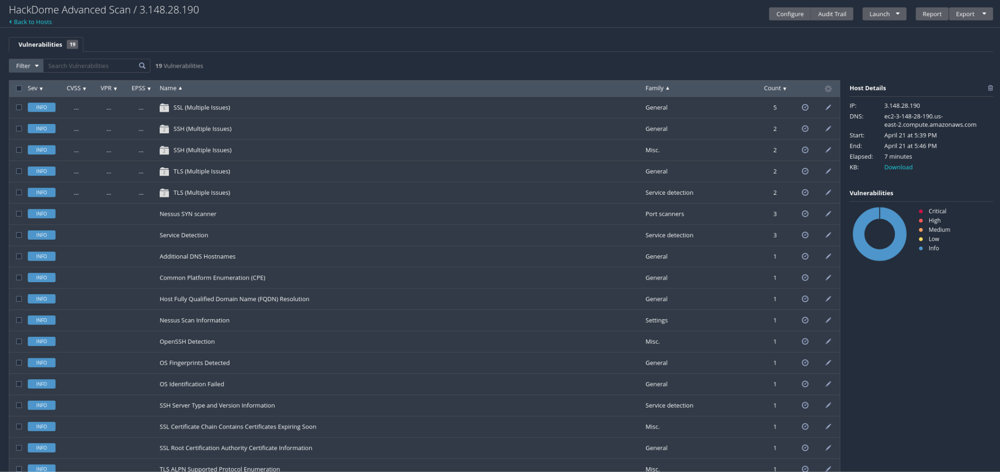 HackDome Advanced Scan / 3.148.28.190
Back to Hosts
Configure Audit Trail Launch Report Export
Vulnerabilities 19
Filter Search Vulnerabilities 19 Vulnerabilities
Sev CVSS VPR EPSS Name Family Count
INFO ... ... ... 5 SSL (Multiple Issues) General 5
INFO ... ... ... 2 SSH (Multiple Issues) General 2
INFO ... ... ... 2 SSH (Multiple Issues) Misc. 2
INFO ... ... ... 2 TLS (Multiple Issues) General 2
INFO ... ... ... 2 TLS (Multiple Issues) Service detection 2
INFO Nessus SYN scanner Port scanners 3
INFO Service Detection Service detection 3
INFO Additional DNS Hostnames General 1
INFO Common Platform Enumeration (CPE) General 1
INFO Host Fully Qualified Domain Name (FQDN) Resolution General 1
INFO Nessus Scan Information Settings 1
INFO OpenSSH Detection Misc. 1
INFO OS Fingerprints Detected General 1
INFO OS Identification Failed General 1
INFO SSH Server Type and Version Information Service detection 1
INFO SSL Certificate Chain Contains Certificates Expiring Soon Misc. 1
INFO SSL Root Certification Authority Certificate Information General 1
INFO TLS ALPN Supported Protocol Enumeration Misc. 1
Host Details
IP: 3.148.28.190
DNS: ec2-3-148-28-190.us-
east-2.compute.amazonaws.com
Start: April 21 at 5:39 PM
End: April 21 at 5:46 PM
Elapsed: 7 minutes
KB: Download
Vulnerabilities
Critical
High
Medium
Low
Info